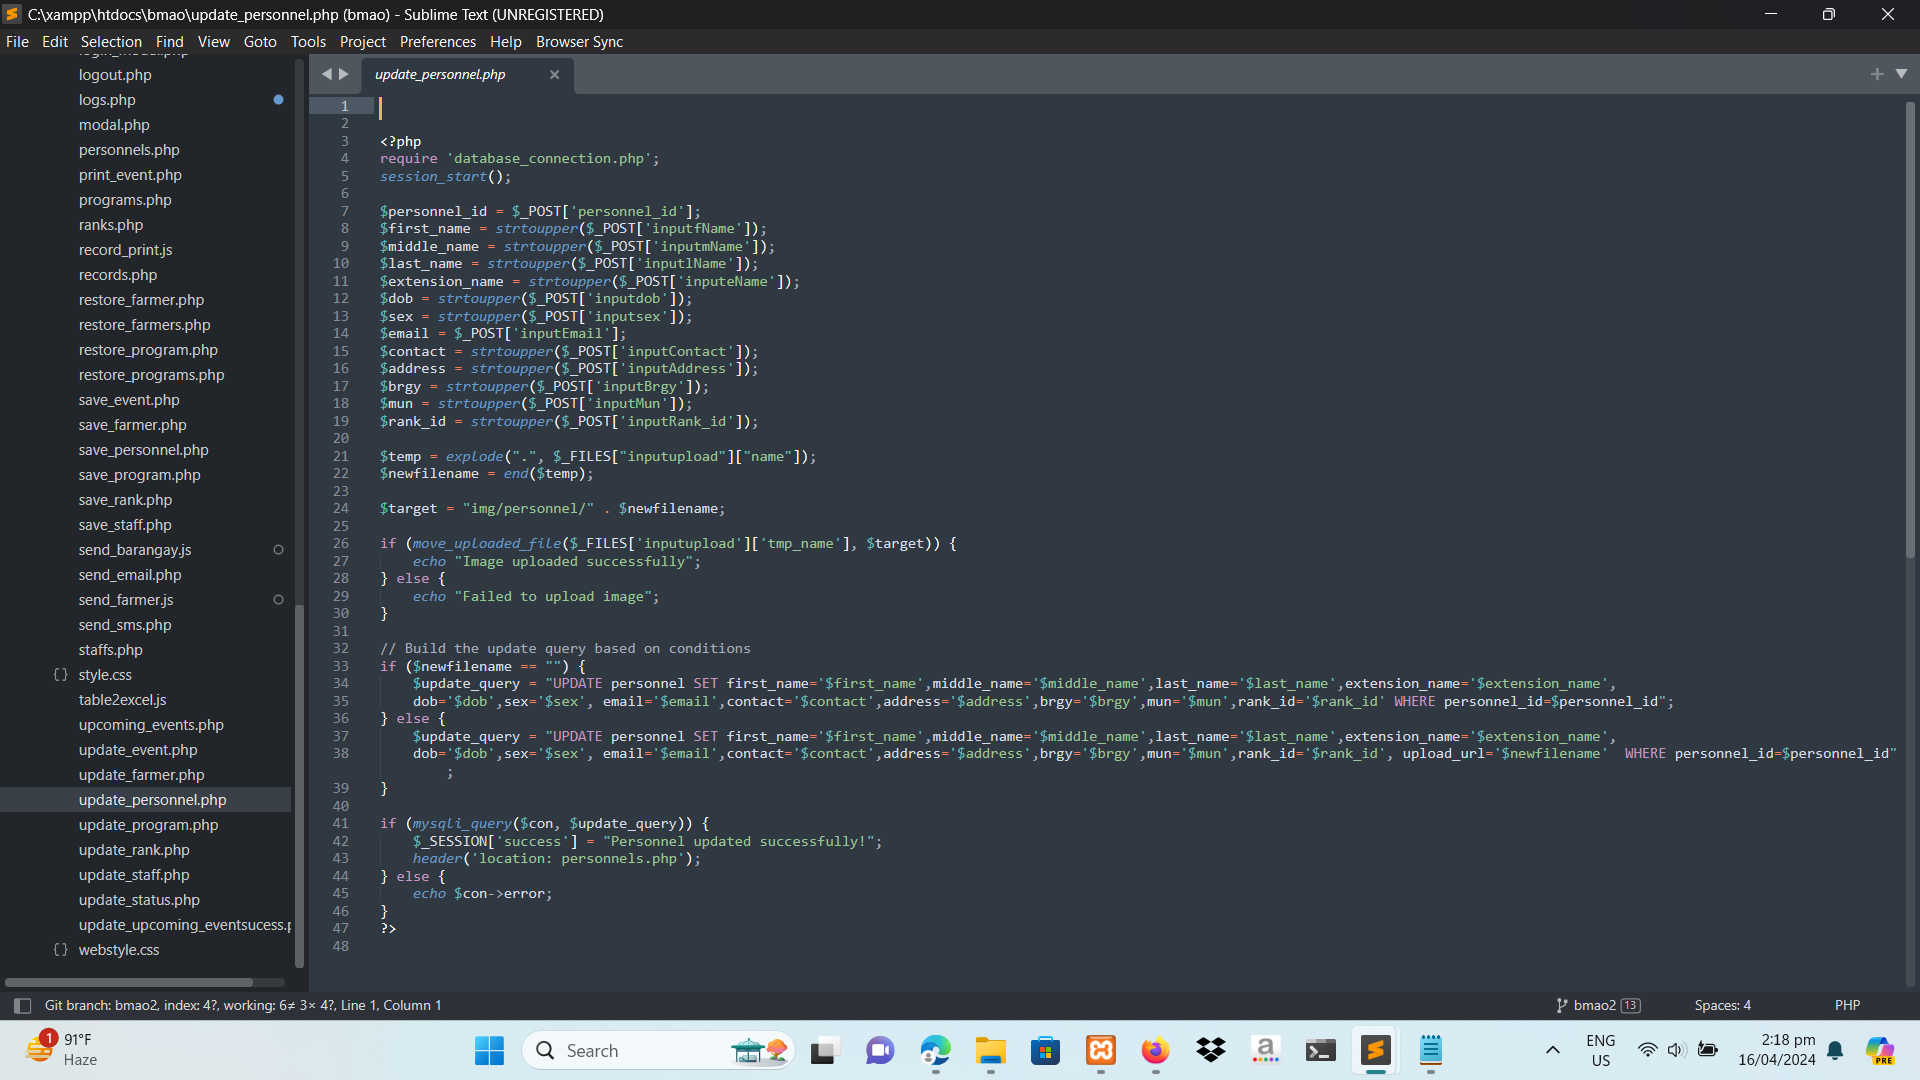 C:\xampp\htdocs\bmao\update_personnel.php (bmao) - Sublime Text (UNREGISTERED)
File Edit Selection Find View Goto Tools Project Preferences Help Browser Sync
logout.php
logs.php
modal.php
personnels.php
print_event.php
programs.php
ranks.php
record_print.js
records.php
restore_farmer.php
restore_farmers.php
restore_program.php
restore_programs.php
save_event.php
save_farmer.php
save_personnel.php
save_program.php
save_rank.php
save_staff.php
send_barangay.js
send_email.php
send_farmer.js
send_sms.php
staffs.php
{} style.css
table2excel.js
upcoming_events.php
update_event.php
update_farmer.php
update_personnel.php
update_program.php
update_rank.php
update_staff.php
update_status.php
update_upcoming_eventsucess.p
{} webstyle.css
update_personnel.php
1
2
3 <?php
4 require 'database_connection.php';
5 session_start();
6
7 $personnel_id = $_POST['personnel_id'];
8 $first_name = strtoupper($_POST['inputfName']);
9 $middle_name = strtoupper($_POST['inputmName']);
10 $last_name = strtoupper($_POST['inputlName']);
11 $extension_name = strtoupper($_POST['inputeName']);
12 $dob = strtoupper($_POST['inputdob']);
13 $sex = strtoupper($_POST['inputsex']);
14 $email = $_POST['inputEmail'];
15 $contact = strtoupper($_POST['inputContact']);
16 $address = strtoupper($_POST['inputAddress']);
17 $brgy = strtoupper($_POST['inputBrgy']);
18 $mun = strtoupper($_POST['inputMun']);
19 $rank_id = strtoupper($_POST['inputRank_id']);
20
21 $temp = explode(".", $_FILES["inputupload"]["name"]);
22 $newfilename = end($temp);
23
24 $target = "img/personnel/" . $newfilename;
25
26 if (move_uploaded_file($_FILES['inputupload']['tmp_name'], $target)) {
27 echo "Image uploaded successfully";
28 } else {
29 echo "Failed to upload image";
30 }
31
32 // Build the update query based on conditions
33 if ($newfilename == "") {
34 $update_query = "UPDATE personnel SET first_name='$first_name',middle_name='$middle_name',last_name='$last_name',extension_name='$extension_name',
35 dob='$dob',sex='$sex', email='$email',contact='$contact',address='$address',brgy='$brgy',mun='$mun',rank_id='$rank_id' WHERE personnel_id=$personnel_id";
36 } else {
37 $update_query = "UPDATE personnel SET first_name='$first_name',middle_name='$middle_name',last_name='$last_name',extension_name='$extension_name',
38 dob='$dob',sex='$sex', email='$email',contact='$contact',address='$address',brgy='$brgy',mun='$mun',rank_id='$rank_id', upload_url='$newfilename'  WHERE personnel_id=$personnel_id"
;
39 }
40
41 if (mysqli_query($con, $update_query)) {
42 $_SESSION['success'] = "Personnel updated successfully!";
43 header('location: personnels.php');
44 } else {
45 echo $con->error;
46 }
47 ?>
48
Git branch: bmao2, index: 4?, working: 6≠ 3× 4?, Line 1, Column 1
bmao2 13
Spaces: 4
PHP
1
91°F
Haze
Search
a
PRE
ENG
US
2:18 pm
16/04/2024